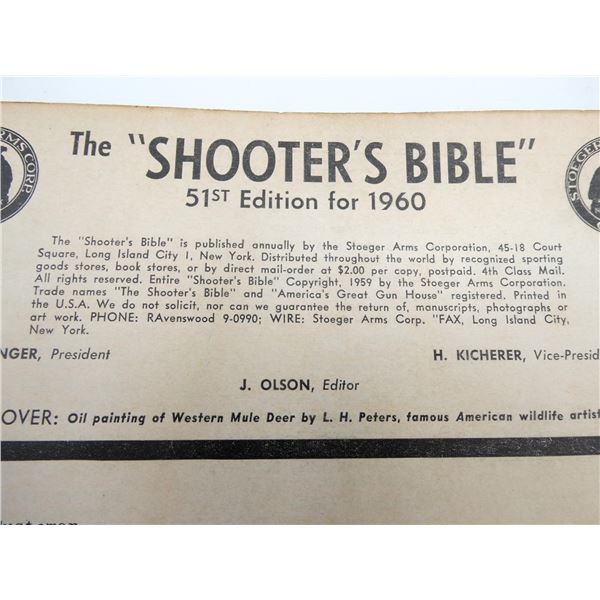 The "SHOOTER'S BIBLE"
51ST Edition for 1960
The "Shooter's Bible" is published annually by the Stoeger Arms Corporation, 45-18 Court
Square, Long Island City 1, New York. Distributed throughout the world by recognized sporting
goods stores, book stores, or by direct mail-order at $2.00 per copy, postpaid. 4th Class Mail.
All rights reserved. Entire "Shooter's Bible" Copyright, 1959 by the Stoeger Arms Corporation.
Trade names "The Shooter's Bible" and "America's Great Gun House" registered. Printed in
the U.S.A. We do not solicit, nor can we guarantee the return of, manuscripts, photographs or
art work. PHONE: RAvenswood 9-0990; WIRE: Stoeger Arms Corp. "FAX, Long Island City,
New York.
NGER, President
H. KICHERER, Vice-Presid
J. OLSON, Editor
OVER: Oil painting of Western Mule Deer by L. H. Peters, famous American wildlife artist
RMS CORP
STOEGER